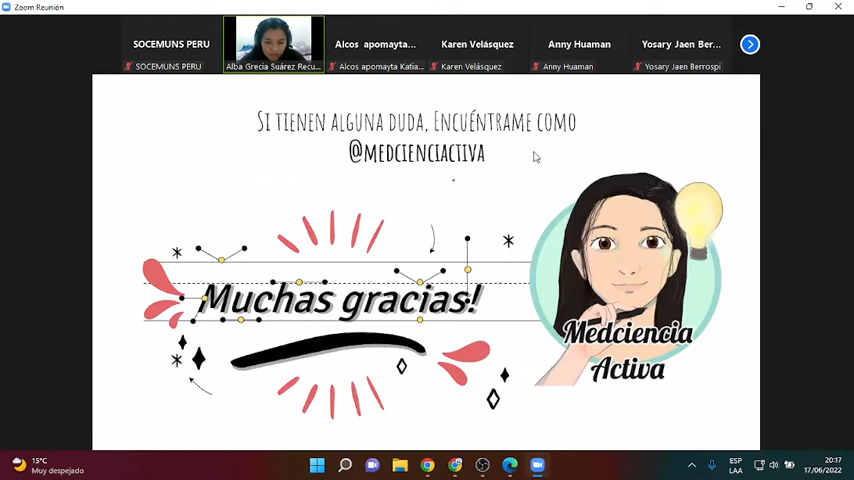 Zoom Reunión
SOCEMUNS PERU
Alcos apomayta...
Karen Velásquez
Anny Huaman
Yosary Jaen Ber...
SOCEMUNS PERU
Alba Grecia Suárez Recu...
Alcos apomayta Katia...
Karen Velásquez
Anny Huaman
Yosary Jaen Berrospi
SI TIENEN ALGUNA DUDA, ENCUÉNTRAME COMO
@MEDCIENCIACTIVA
Muchas gracias!
Medciencia
Activa
15°C
Muy despejado
ESP
LAA
20:17
17/06/2022